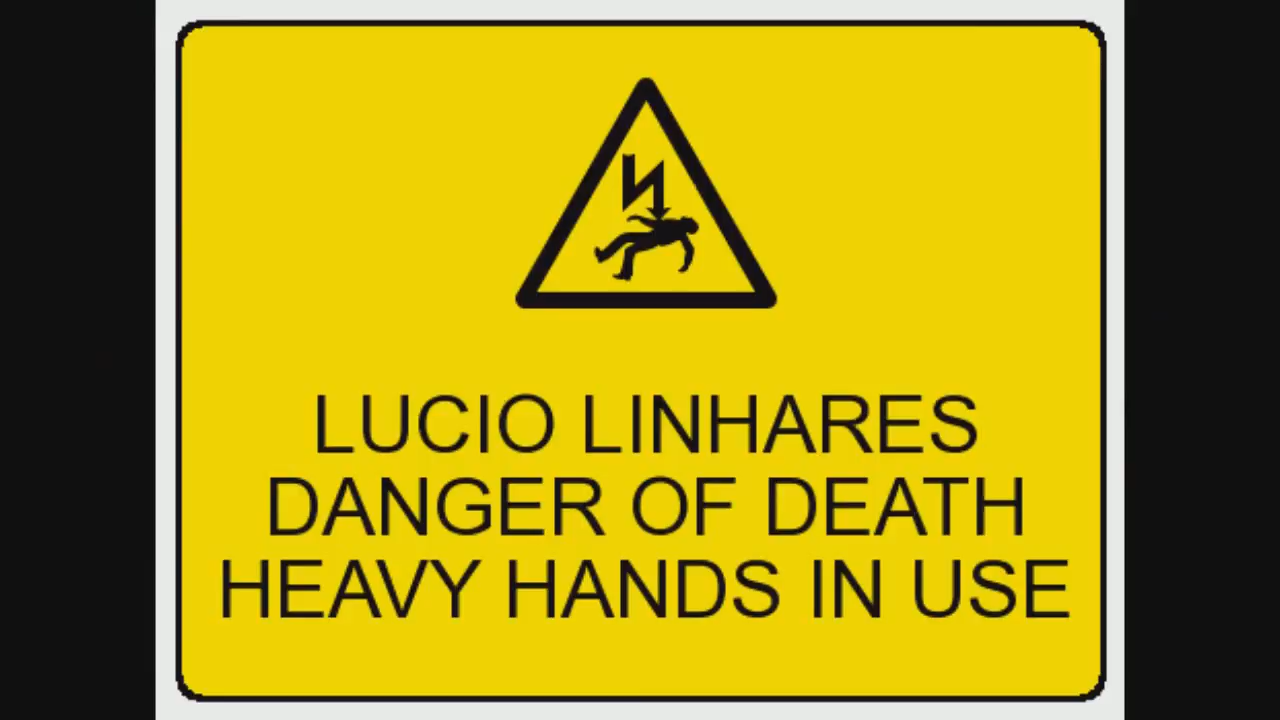 LUCIO LINHARES
DANGER OF DEATH
HEAVY HANDS IN USE